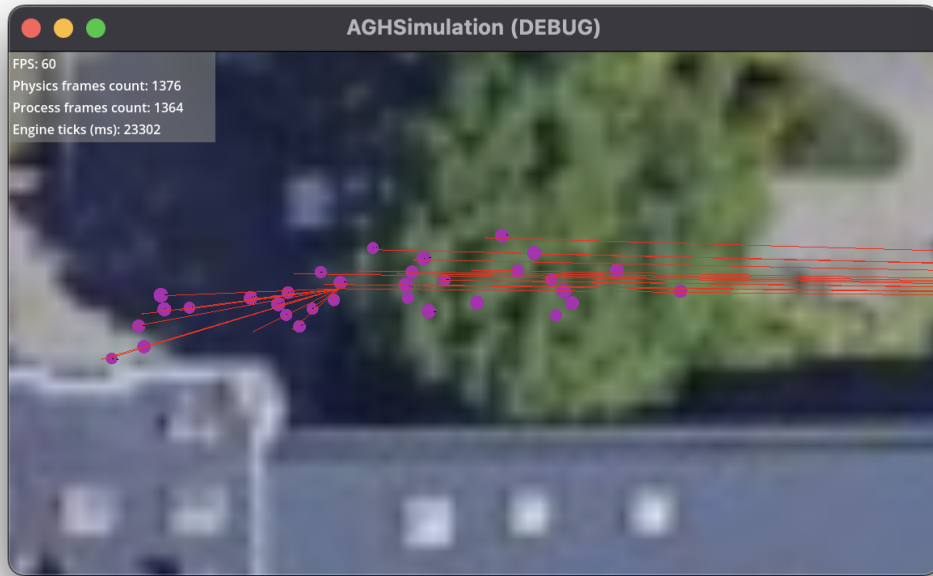 AGHSimulation (DEBUG)
FPS: 60
Physics frames count: 1376
Process frames count: 1364
Engine ticks (ms): 23302